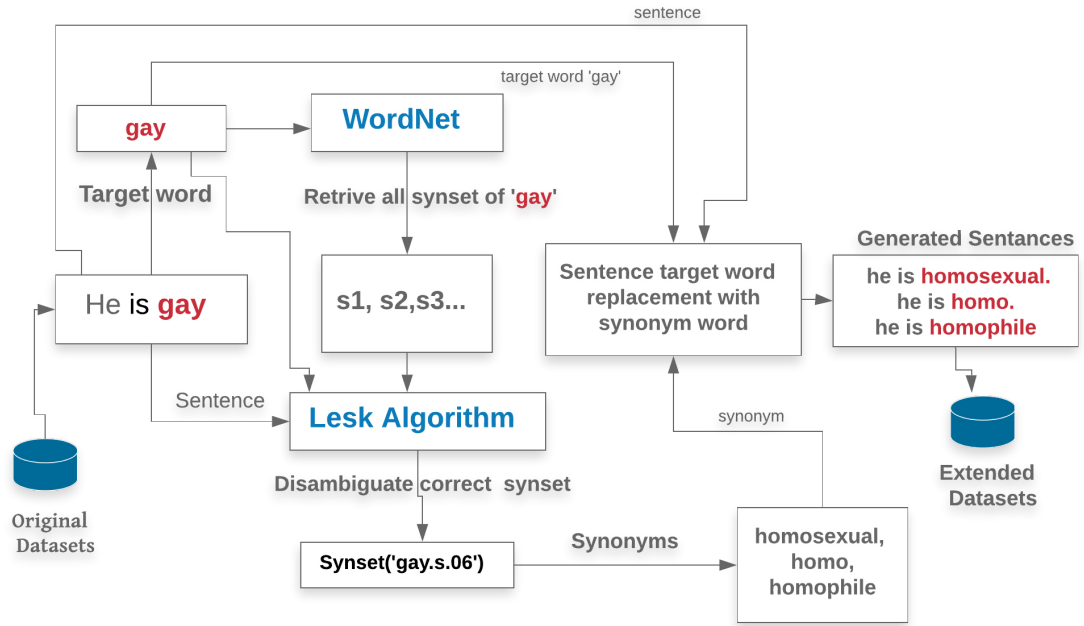 sentence
target word 'gay'
gay
WordNet
Target word
Retrive all synset of 'gay'
He is gay
s1, s2,s3...
Sentence target word
replacement with
synonym word
Generated Sentances
he is homosexual.
he is homo.
he is homophile
Sentence
Lesk Algorithm
synonym
Disambiguate correct synset
Original
Datasets
Extended
Datasets
Synset('gay.s.06')
Synonyms
homosexual,
homo,
homophile